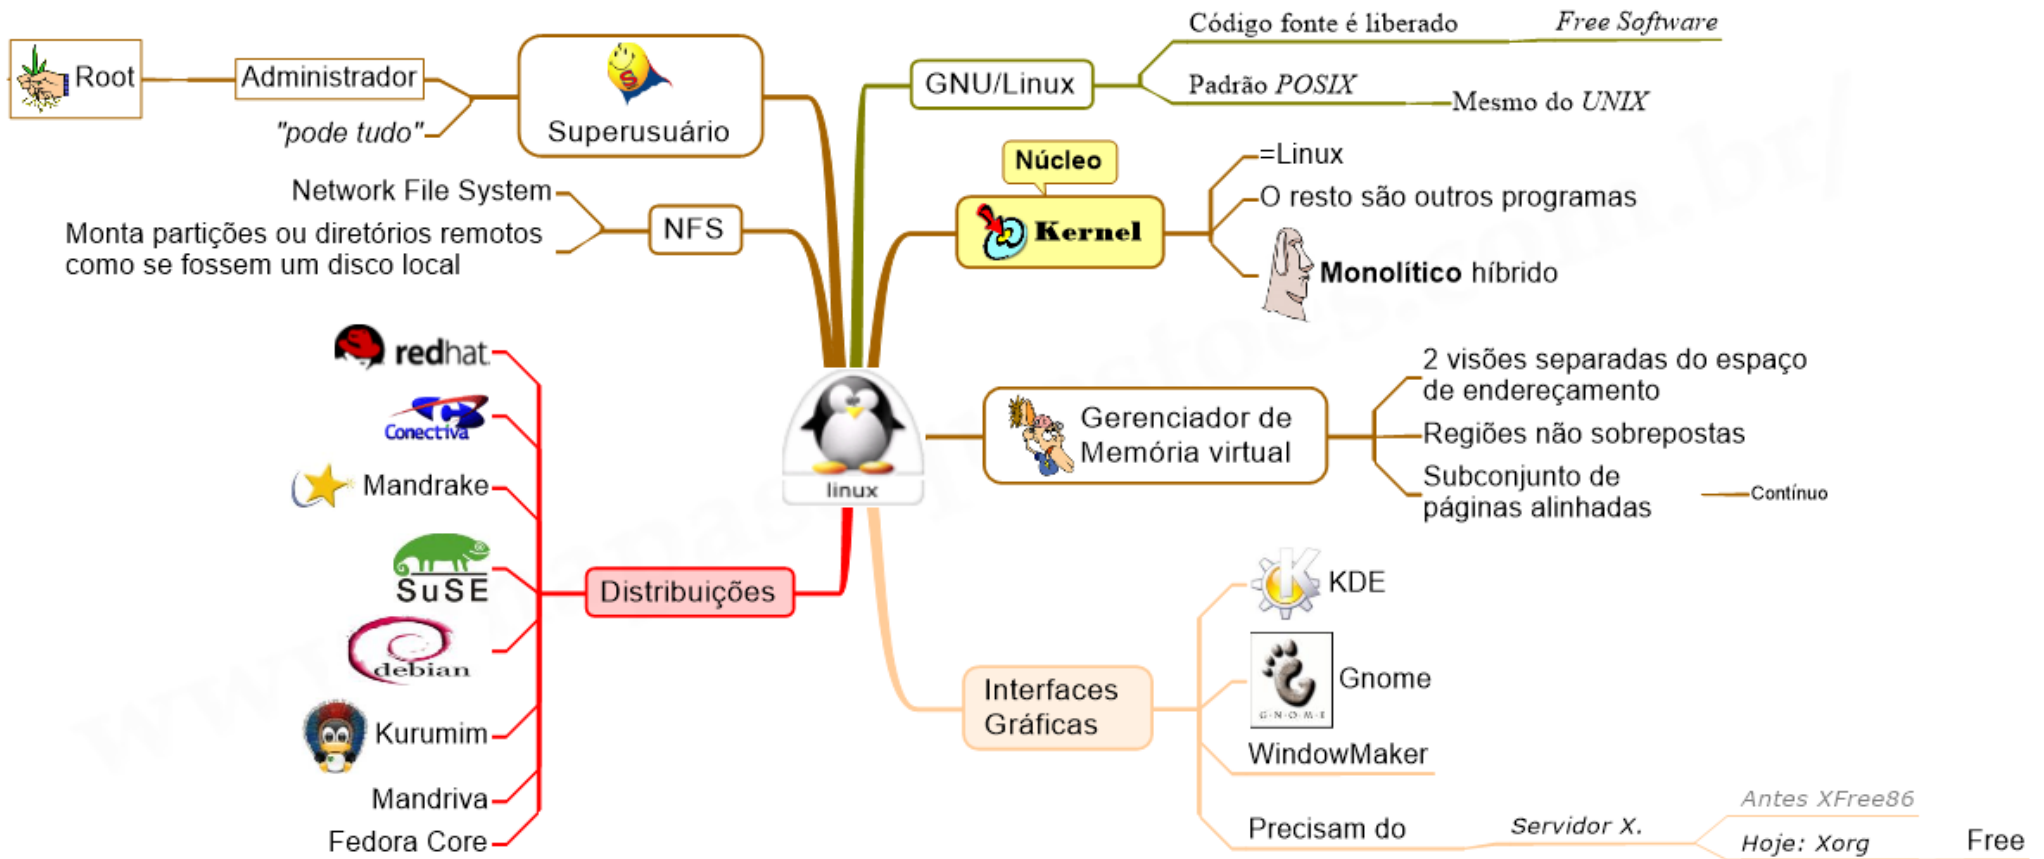 Root
Administrador
"pode tudo"
S
Superusuário
Network File System
Monta partições ou diretórios remotos
como se fossem um disco local
NFS
GNU/Linux
Código fonte é liberado
Free Software
Padrão POSIX
Mesmo do UNIX
Núcleo
Kernel
=Linux
O resto são outros programas
Monolítico híbrido
linux
Gerenciador de
Memória virtual
2 visões separadas do espaço
de endereçamento
Regiões não sobrepostas
Subconjunto de
páginas alinhadas
Contínuo
redhat
Conectiva
Mandrake
SuSE
debian
Kurumim
Mandriva
Fedora Core
Distribuições
Interfaces
Gráficas
K
KDE
G·N·O·M·E
Gnome
WindowMaker
Precisam do
Servidor X.
Antes XFree86
Hoje: Xorg
Free